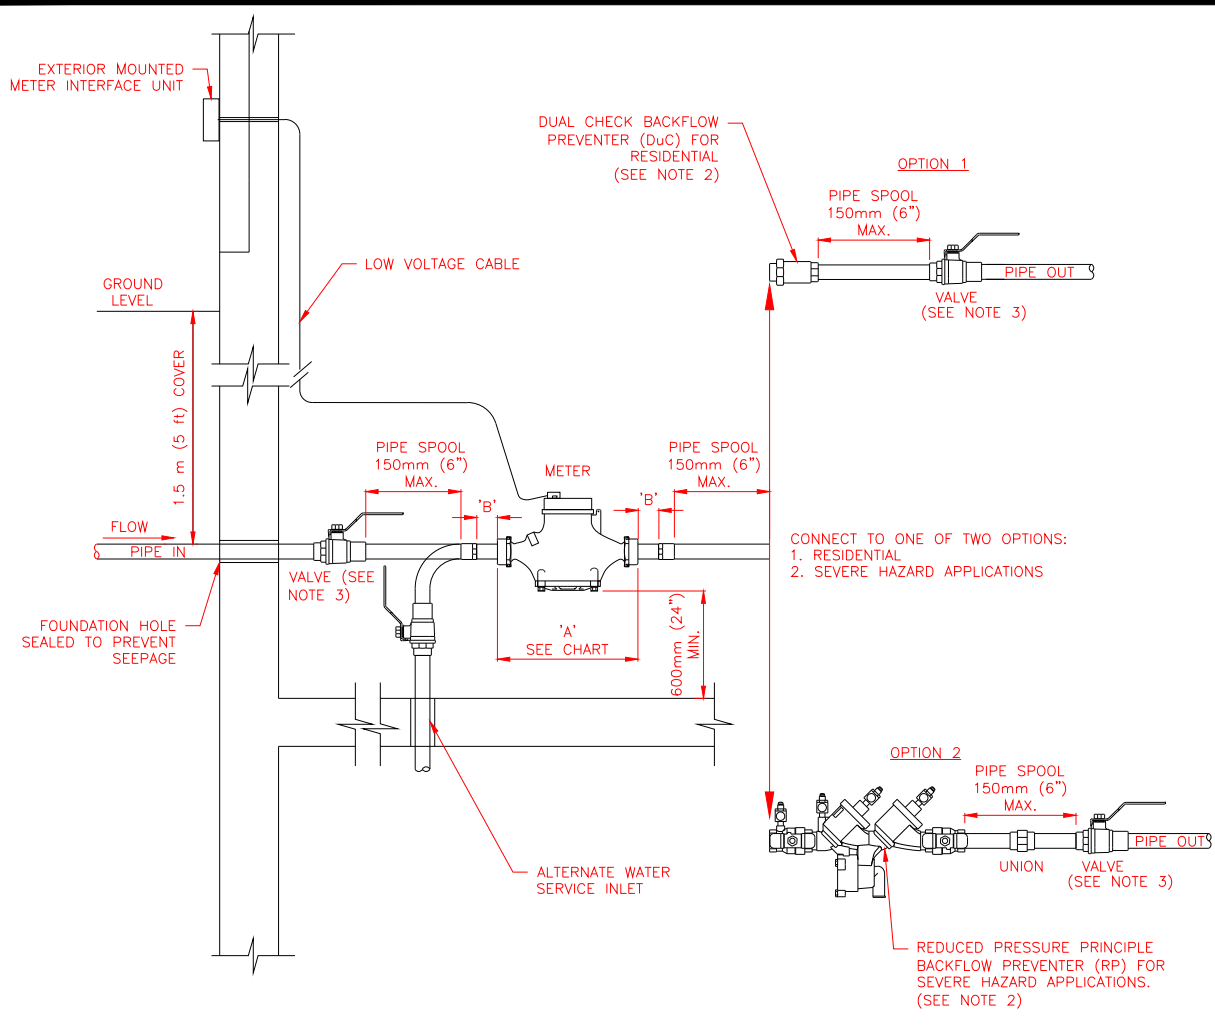 EXTERIOR MOUNTED
METER INTERFACE UNIT
DUAL CHECK BACKFLOW
PREVENTER (DuC) FOR
RESIDENTIAL
(SEE NOTE 2)
OPTION 1
PIPE SPOOL
150mm (6")
MAX.
PIPE OUT
VALVE
(SEE NOTE 3)
LOW VOLTAGE CABLE
GROUND
LEVEL
1.5 m (5 ft) COVER
PIPE SPOOL
150mm (6")
MAX.
METER
PIPE SPOOL
150mm (6")
MAX.
'B'
'B'
FLOW
PIPE IN
VALVE (SEE
NOTE 3)
CONNECT TO ONE OF TWO OPTIONS:
1. RESIDENTIAL
2. SEVERE HAZARD APPLICATIONS
FOUNDATION HOLE
SEALED TO PREVENT
SEEPAGE
'A'
SEE CHART
600mm (24")
MIN.
OPTION 2
PIPE SPOOL
150mm (6")
MAX.
PIPE OUT
UNION
VALVE
(SEE NOTE 3)
ALTERNATE WATER
SERVICE INLET
REDUCED PRESSURE PRINCIPLE
BACKFLOW PREVENTER (RP) FOR
SEVERE HAZARD APPLICATIONS.
(SEE NOTE 2)